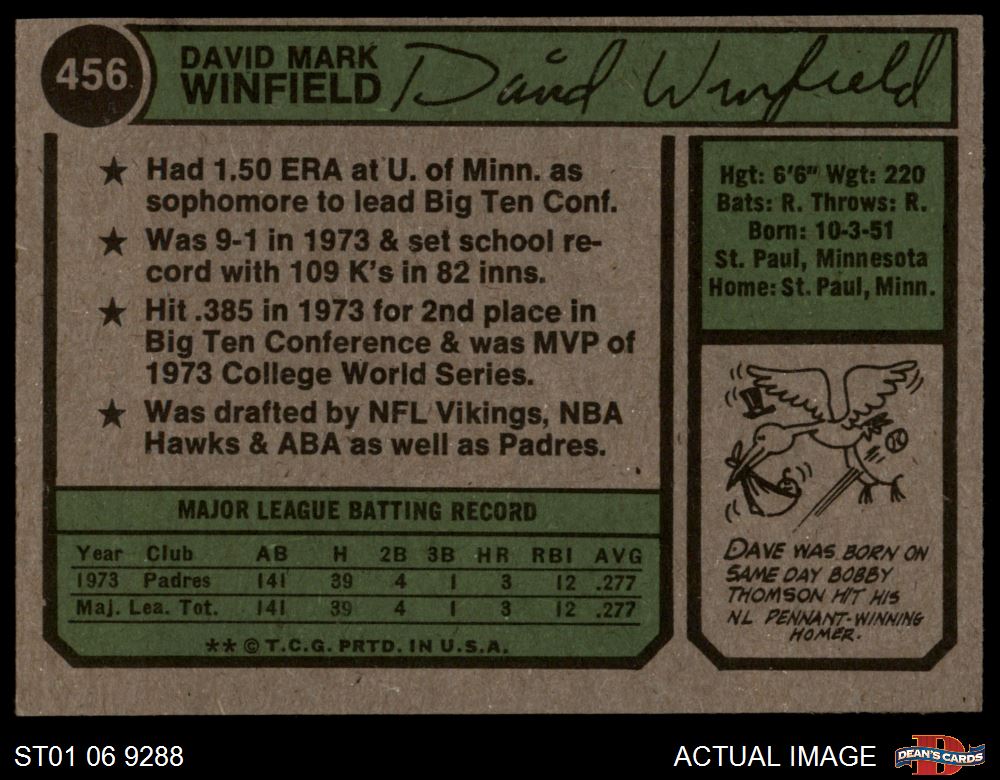 456
DAVID MARK
WINFIELD
David Winfield
★ Had 1.50 ERA at U. of Minn. as
sophomore to lead Big Ten Conf.
★ Was 9-1 in 1973 & set school re-
cord with 109 K's in 82 inns.
★ Hit .385 in 1973 for 2nd place in
Big Ten Conference & was MVP of
1973 College World Series.
★ Was drafted by NFL Vikings, NBA
Hawks & ABA as well as Padres.
Hgt: 6'6" Wgt: 220
Bats: R. Throws: R.
Born: 10-3-51
St. Paul, Minnesota
Home: St. Paul, Minn.
MAJOR LEAGUE BATTING RECORD
Year Club AB H 2B 3B HR RBI AVG
1973 Padres 141 39 4 1 3 12 .277
Maj. Lea. Tot. 141 39 4 1 3 12 .277
** © T.C.G. PRTD. IN U.S.A.
DAVE WAS BORN ON
SAME DAY BOBBY
THOMSON HIT HIS
NL PENNANT-WINNING
HOMER.
ST01 06 9288
ACTUAL IMAGE
D
DEAN'S CARDS